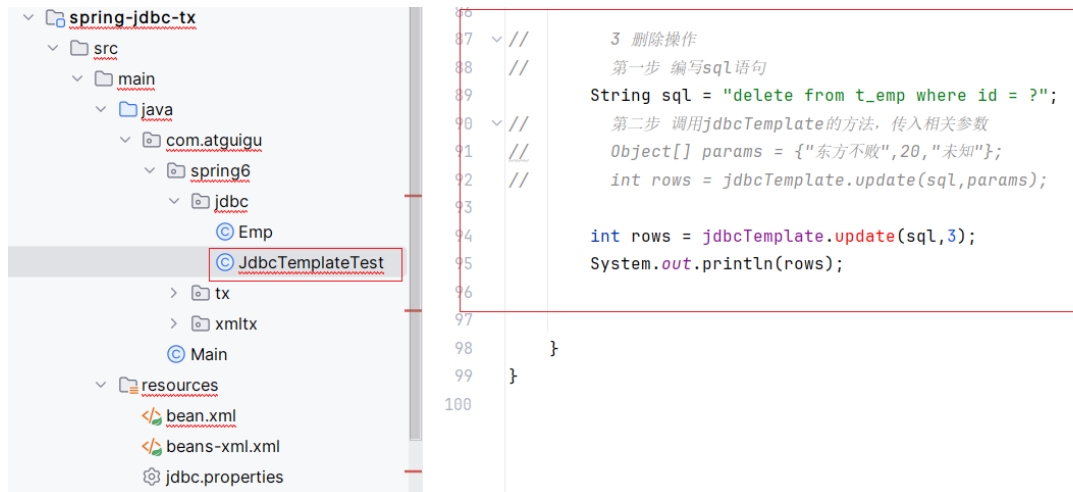 spring-jdbc-tx
src
main
java
com.atguigu
spring6
jdbc
Emp
JdbcTemplateTest
tx
xmltx
Main
resources
bean.xml
beans-xml.xml
jdbc.properties
86
87 // 3 删除操作
88 // 第一步 编写sql语句
89 String sql = "delete from t_emp where id = ?";
90 // 第二步 调用jdbcTemplate的方法，传入相关参数
91 // Object[] params = {"东方不败",20,"未知"};
92 // int rows = jdbcTemplate.update(sql,params);
93
94 int rows = jdbcTemplate.update(sql,3);
95 System.out.println(rows);
96
97
98 }
99 }
100